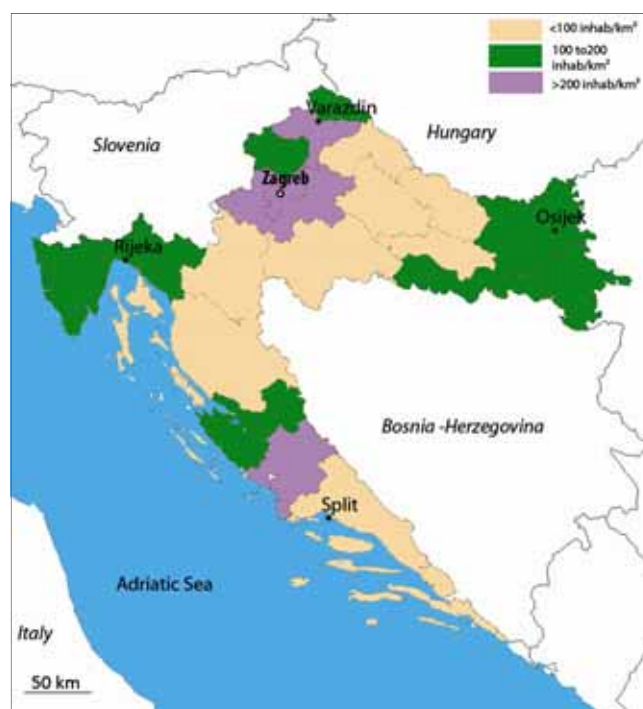 <100 inhab/km²
100 to200
inhab/km²
>200 inhab/km²
Varazdin
Hungary
Slovenia
Zagreb
Osijek
Rijeka
Bosnia -Herzegovina
Split
Adriatic Sea
Italy
50 km